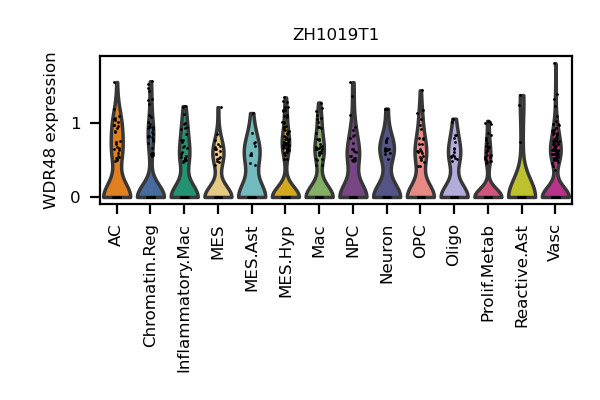 ZH1019T1
WDR48 expression
1
0
AC
Chromatin.Reg
Inflammatory.Mac
MES
MES.Ast
MES.Hyp
Mac
NPC
Neuron
OPC
Oligo
Prolif.Metab
Reactive.Ast
Vasc